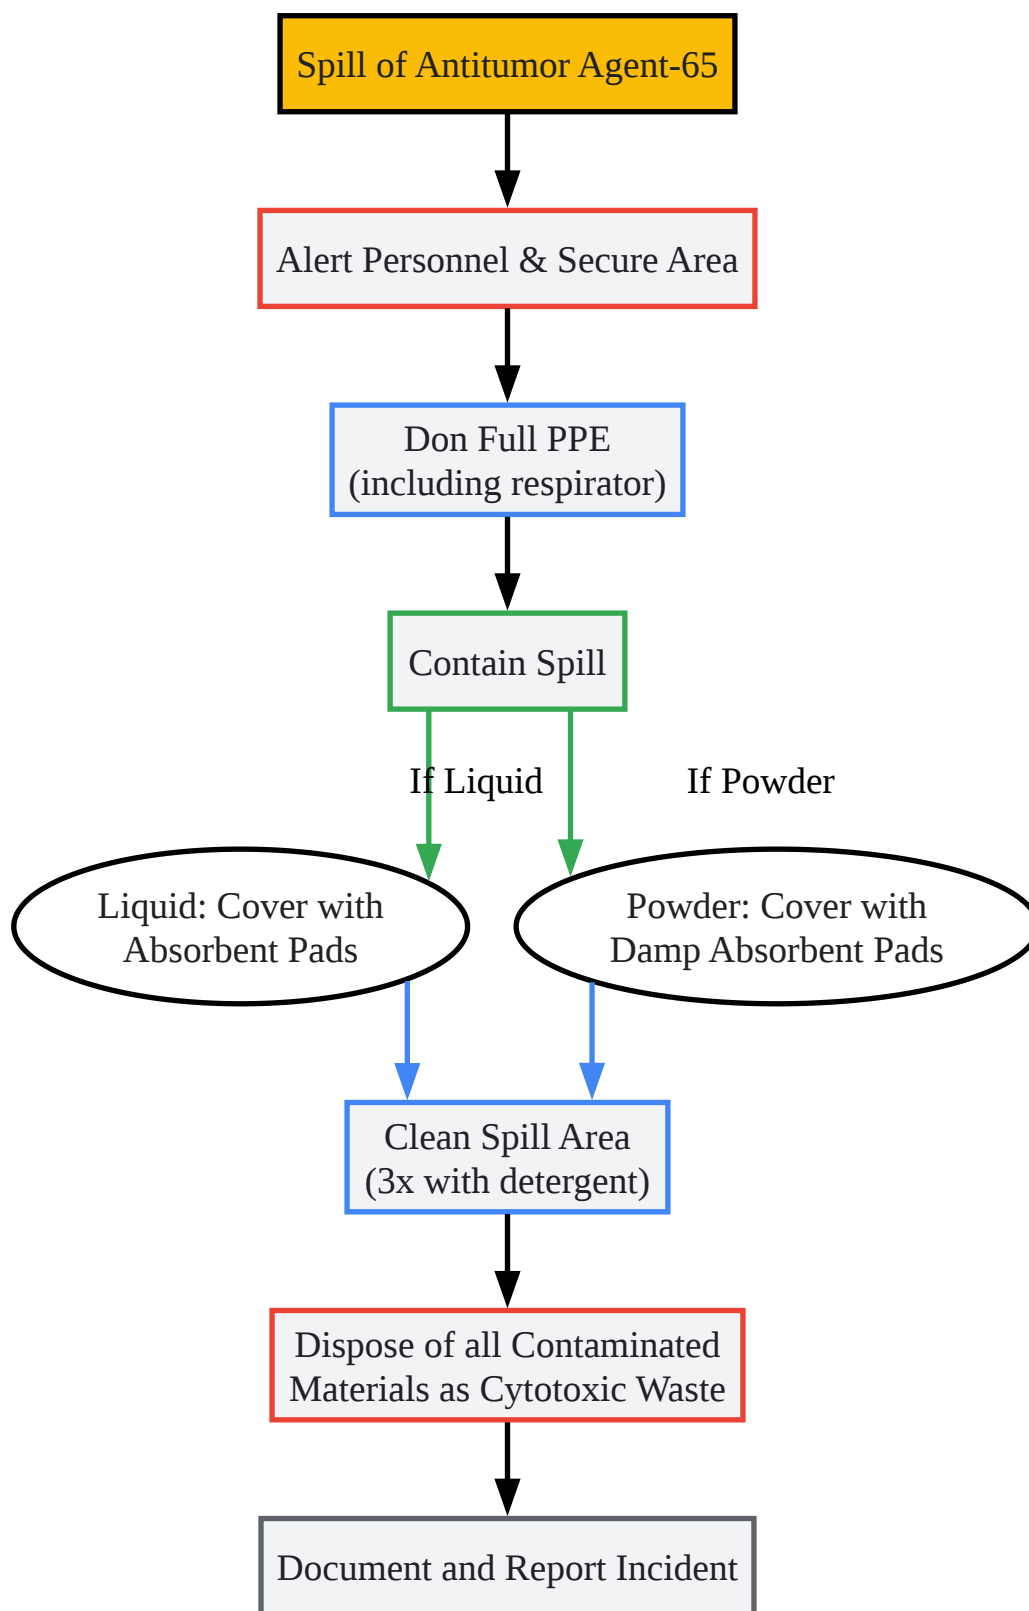 Spill of Antitumor Agent-65
Alert Personnel & Secure Area
Don Full PPE
(including respirator)
Contain Spill
If Liquid
If Powder
Liquid: Cover with
Absorbent Pads
Powder: Cover with
Damp Absorbent Pads
Clean Spill Area
(3x with detergent)
Dispose of all Contaminated
Materials as Cytotoxic Waste
Document and Report Incident